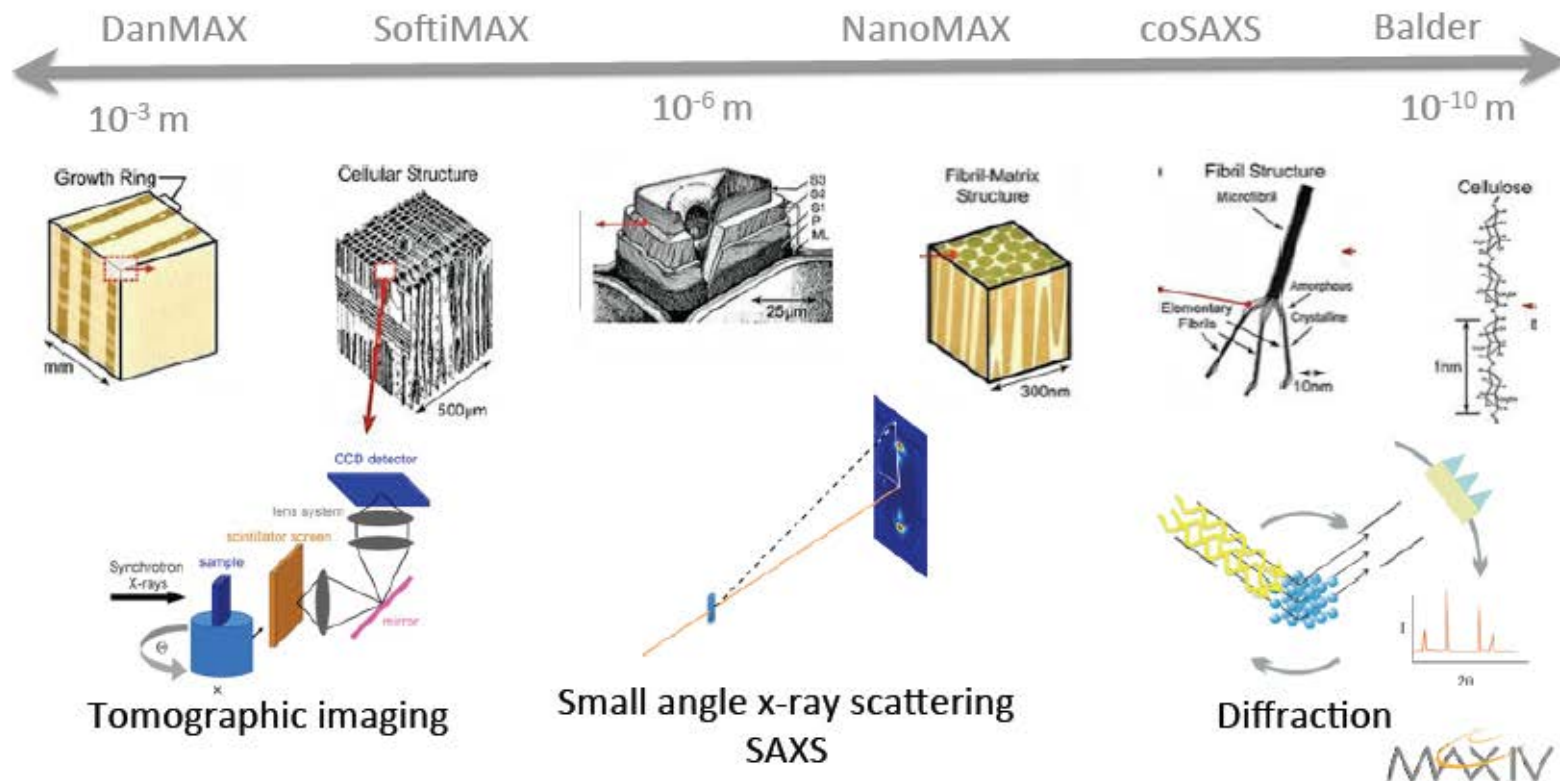 DanMAX SoftiMAX NanoMAX coSAXS Balder
10⁻³ m 10⁻⁶ m 10⁻¹⁰ m
Growth Ring
mm
Cellular Structure
500µm
S3
S2
S1
P
ML
25µm
Fibril-Matrix
Structure
300nm
Fibril Structure
Microfibril
Amorphous
Elementary
Fibrils
Crystalline
10nm
Cellulose
1nm
CCD detector
lens system
scintillator screen
sample
Synchrotron
X-rays
mirror
Θ
x
Tomographic imaging
Small angle x-ray scattering
SAXS
I
2θ
Diffraction
MAX IV